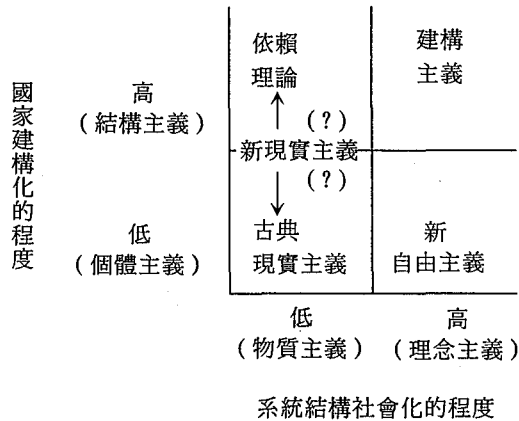 國家建構化的程度
高
（結構主義）
低
（個體主義）
依賴
理論
（？）
新現實主義
（？）
古典
現實主義
建構
主義
新
自由主義
低
（物質主義）
高
（理念主義）
系統結構社會化的程度